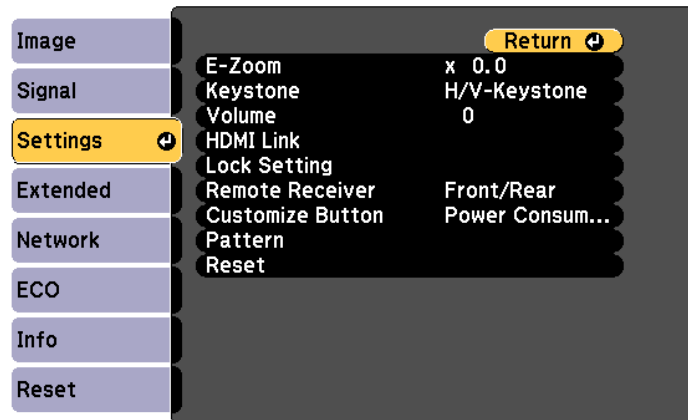 Image
Signal
Settings
Extended
Network
ECO
Info
Reset
Return
E-Zoom x 0.0
Keystone H/V-Keystone
Volume 0
HDMI Link
Lock Setting
Remote Receiver Front/Rear
Customize Button Power Consum...
Pattern
Reset